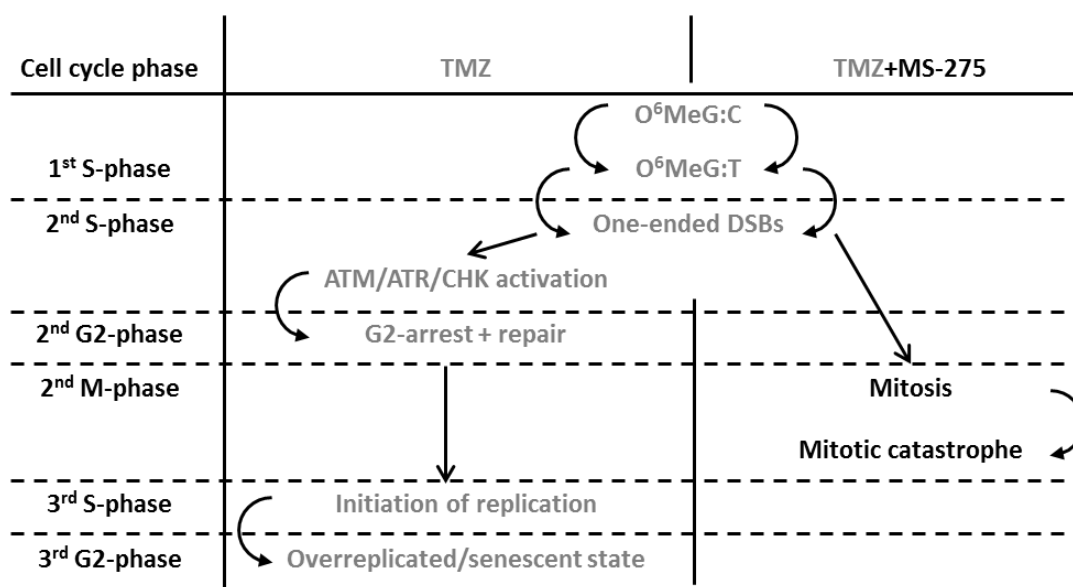 Cell cycle phase TMZ TMZ+MS-275
O⁶MeG:C
1st S-phase O⁶MeG:T
2nd S-phase One-ended DSBs
ATM/ATR/CHK activation
2nd G2-phase G2-arrest + repair
2nd M-phase Mitosis
Mitotic catastrophe
3rd S-phase Initiation of replication
3rd G2-phase Overreplicated/senescent state